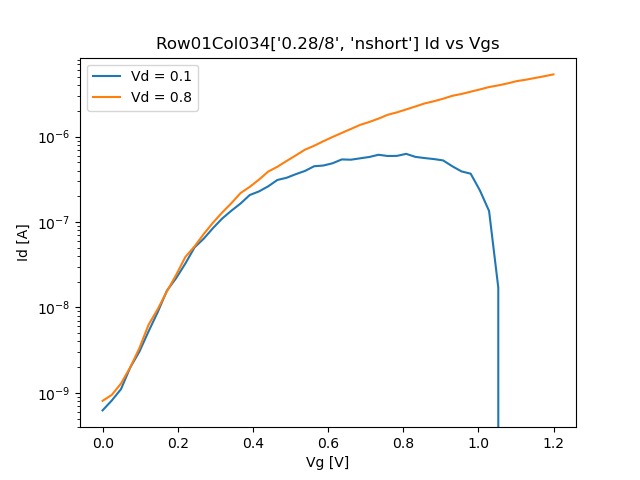 Row01Col034['0.28/8', 'nshort'] Id vs Vgs
Vd = 0.1
Vd = 0.8
Id [A]
10⁻⁶
10⁻⁷
10⁻⁸
10⁻⁹
0.0 0.2 0.4 0.6 0.8 1.0 1.2
Vg [V]